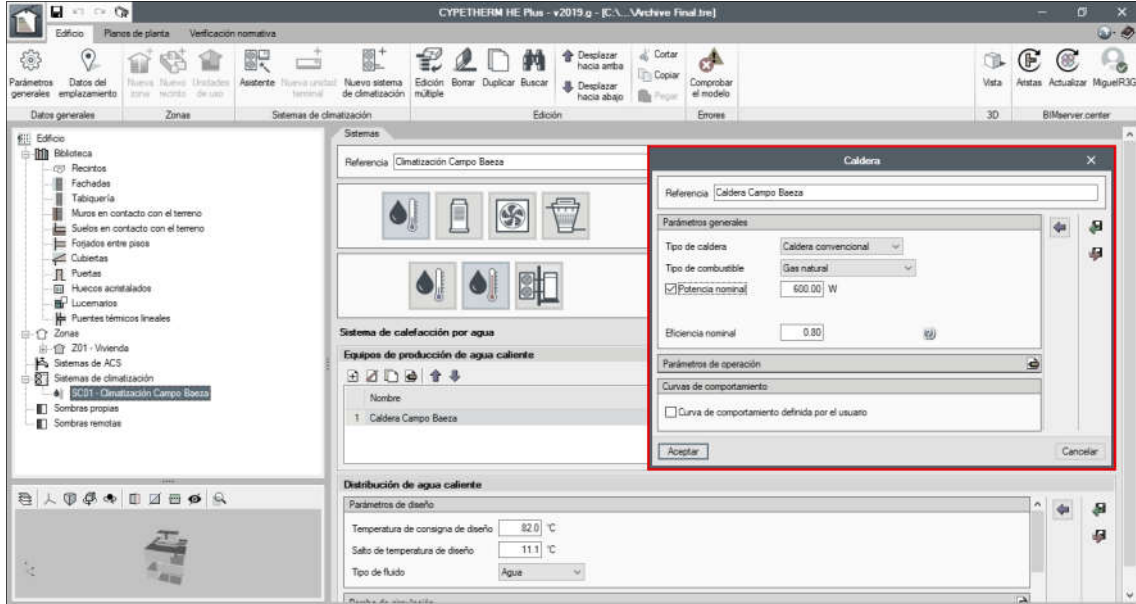 CYPETHERM HE Plus - v2019.g - [C:\...\Archive Final.tre]
Edificio Planos de planta Verificación normativa
Parámetros generales
Datos del emplazamiento
Nueva zona
Nuevo recinto
Unidades de uso
Asistente
Nueva unidad terminal
Nuevo sistema de climatización
Edición múltiple
Borrar
Duplicar
Buscar
Desplazar hacia arriba
Desplazar hacia abajo
Cortar
Copiar
Pegar
Comprobar el modelo
Vista
Aristas
Actualizar
MiguelR3G
Datos generales Zonas Sistemas de climatización Edición Errores 3D BIMserver.center
Edificio
Biblioteca
Recintos
Fachadas
Tabiquería
Muros en contacto con el terreno
Suelos en contacto con el terreno
Forjados entre pisos
Cubiertas
Puertas
Huecos acristalados
Lucernarios
Puentes térmicos lineales
Zonas
Z01 - Vivienda
Sistemas de ACS
Sistemas de climatización
SC01 - Climatización Campo Baeza
Sombras propias
Sombras remotas
Sistemas
Referencia Climatización Campo Baeza
Sistema de calefacción por agua
Equipos de producción de agua caliente
Nombre
1 Caldera Campo Baeza
Distribución de agua caliente
Parámetros de diseño
Temperatura de consigna de diseño 82.0 °C
Salto de temperatura de diseño 11.1 °C
Tipo de fluido Agua
Caldera
Referencia Caldera Campo Baeza
Parámetros generales
Tipo de caldera Caldera convencional
Tipo de combustible Gas natural
Potencia nominal 600.00 W
Eficiencia nominal 0.80
Parámetros de operación
Curvas de comportamiento
Curva de comportamiento definida por el usuario
Aceptar Cancelar